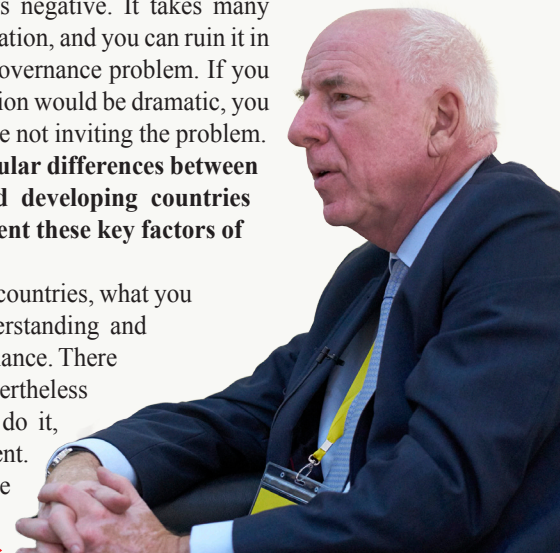 s negative. It takes many
ation, and you can ruin it in
overnance problem. If you
ion would be dramatic, you
e not inviting the problem.
ular differences between
d developing countries
ent these key factors of
countries, what you
erstanding and
ance. There
ertheless
do it,
ent.
e